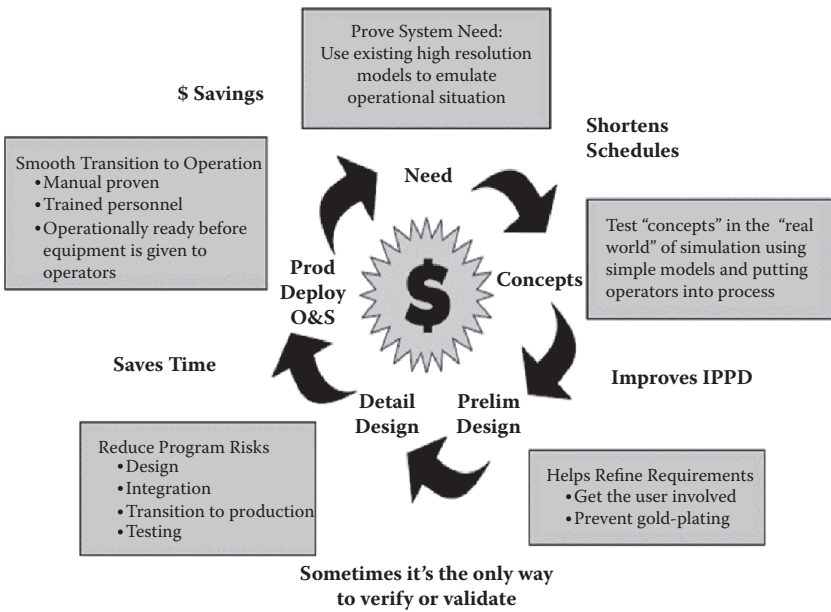 Prove System Need:
Use existing high resolution
models to emulate
operational situation
$ Savings
Shortens
Schedules
Smooth Transition to Operation
•Manual proven
•Trained personnel
•Operationally ready before
equipment is given to
operators
Need
Test “concepts” in the “real
world” of simulation using
simple models and putting
operators into process
Prod
Deploy
O&S
$
Concepts
Saves Time
Improves IPPD
Detail
Design
Prelim
Design
Reduce Program Risks
•Design
•Integration
•Transition to production
•Testing
Helps Refine Requirements
•Get the user involved
•Prevent gold-plating
Sometimes it’s the only way
to verify or validate